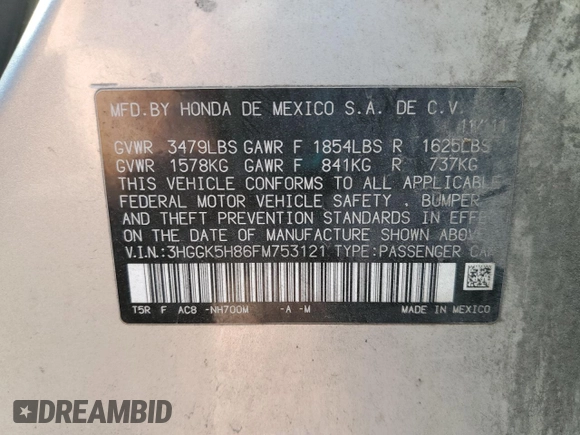 MFD.BY HONDA DE MEXICO S.A. DE C.V.
GVWR 3479LBS GAWR F 1854LBS R 1625LBS
GVWR 1578KG GAWR F 841KG R 737KG
THIS VEHICLE CONFORMS TO ALL APPLICABLE
FEDERAL MOTOR VEHICLE SAFETY , BUMPER
AND THEFT PREVENTION STANDARDS IN EFFE
ON THE DATE OF MANUFACTURE SHOWN ABOVE
V.I.N.:3HGGK5H86FM753121 TYPE:PASSENGER CA
T5R F AC8 -NH700M -A -M MADE IN MEXICO
DREAMBID